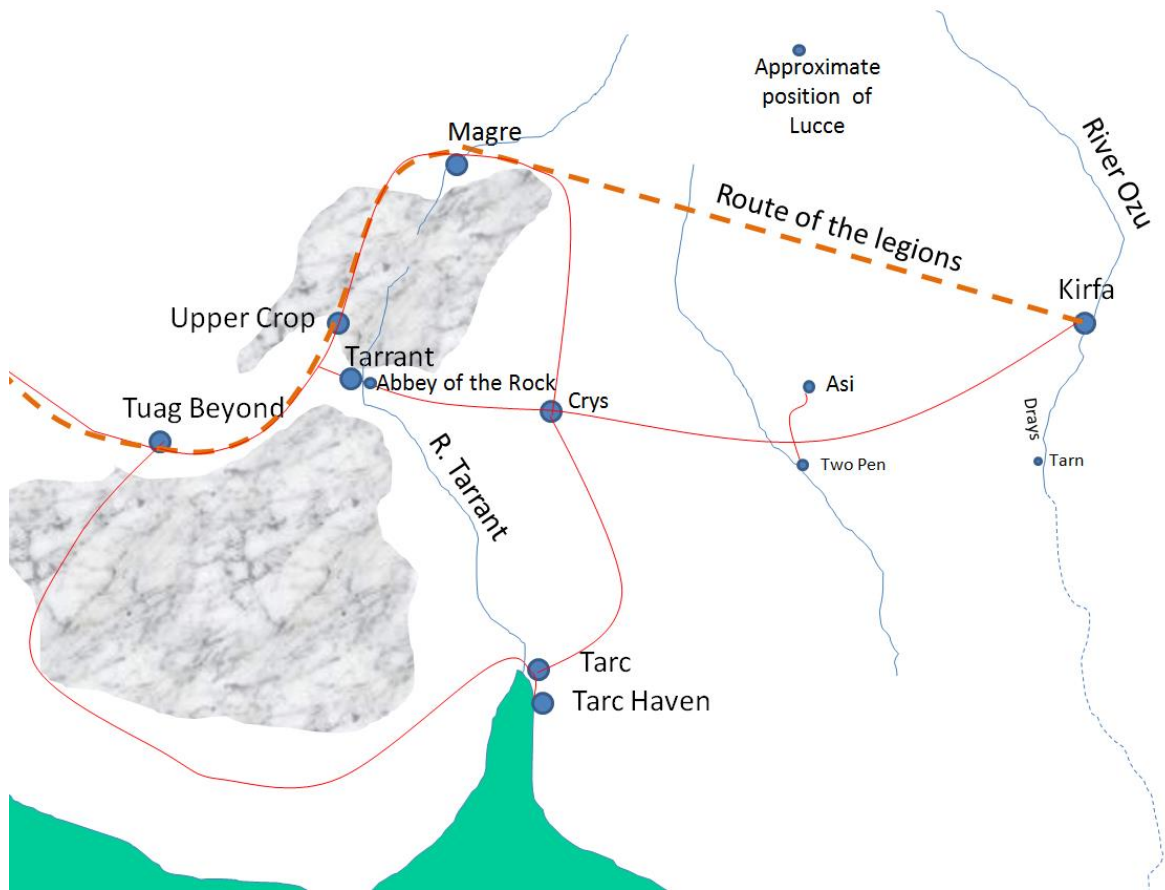 Approximate
position of
Lucce
Magre
River Ozu
Route of the legions
Kirfa
Upper Crop
Tarrant
Abbey of the Rock
Asi
Crys
Tuag Beyond
Drays
R. Tarrant
Two Pen
Tarn
Tarc
Tarc Haven